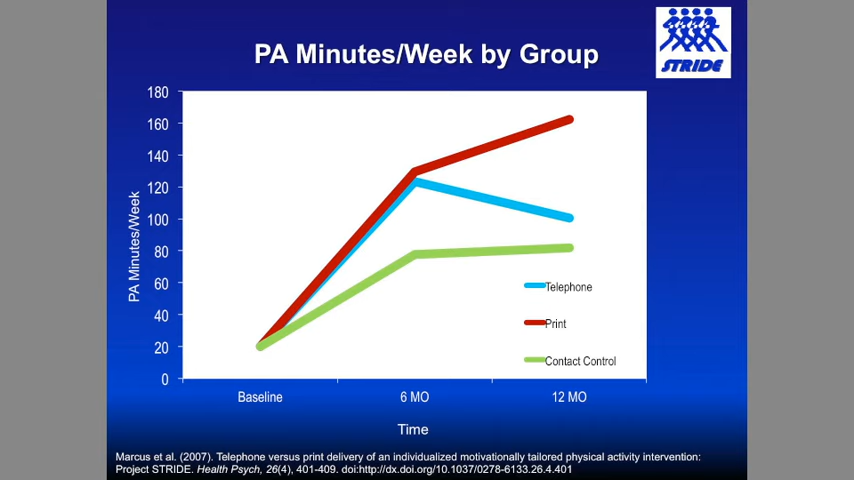 PA Minutes/Week by Group
STRIDE
180
160
140
120
100
80
60
40
20
0
PA Minutes/Week
Telephone
Print
Contact Control
Baseline
6 MO
12 MO
Time
Marcus et al. (2007). Telephone versus print delivery of an individualized motivationally tailored physical activity intervention:
Project STRIDE. Health Psych, 26(4), 401-409. doi:http://dx.doi.org/10.1037/0278-6133.26.4.401